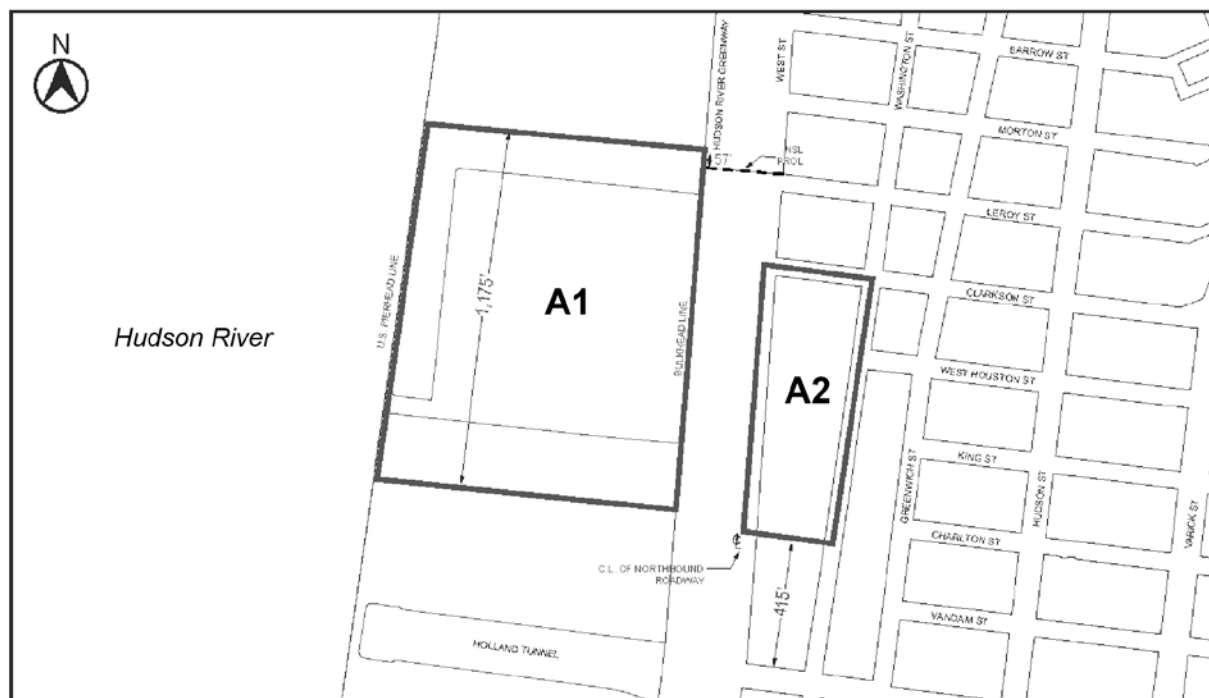 N
HUDSON RIVER GREENWAY
WEST ST
WASHINGTON ST
BARROW ST
MORTON ST
57'
NSL
PROL
LEROY ST
U.S. PIERHEAD LINE
1,175'
A1
BULKHEAD LINE
CLARKSON ST
Hudson River
A2
WEST HOUSTON ST
GREENWICH ST
KING ST
HUDSON ST
VARICK ST
CHARLTON ST
C.L. OF NORTHBOUND
ROADWAY
415'
VANDAM ST
HOLLAND TUNNEL